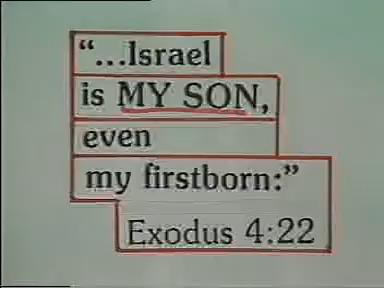 “...Israel
is MY SON,
even
my firstborn:”
Exodus 4:22